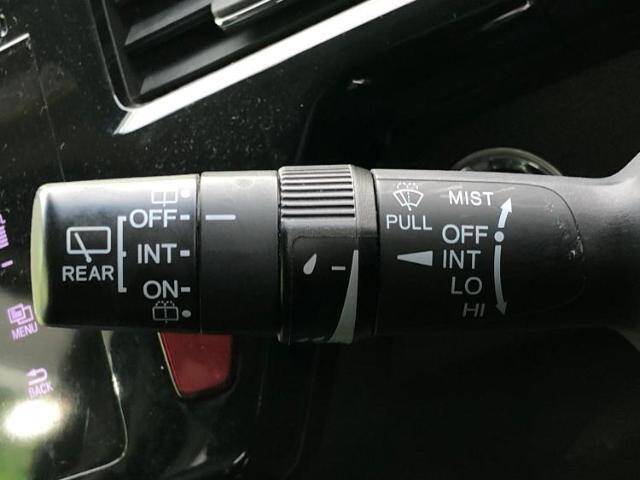 REAR
OFF
INT
ON
PULL
MIST
OFF
INT
LO
HI
MENU
BACK